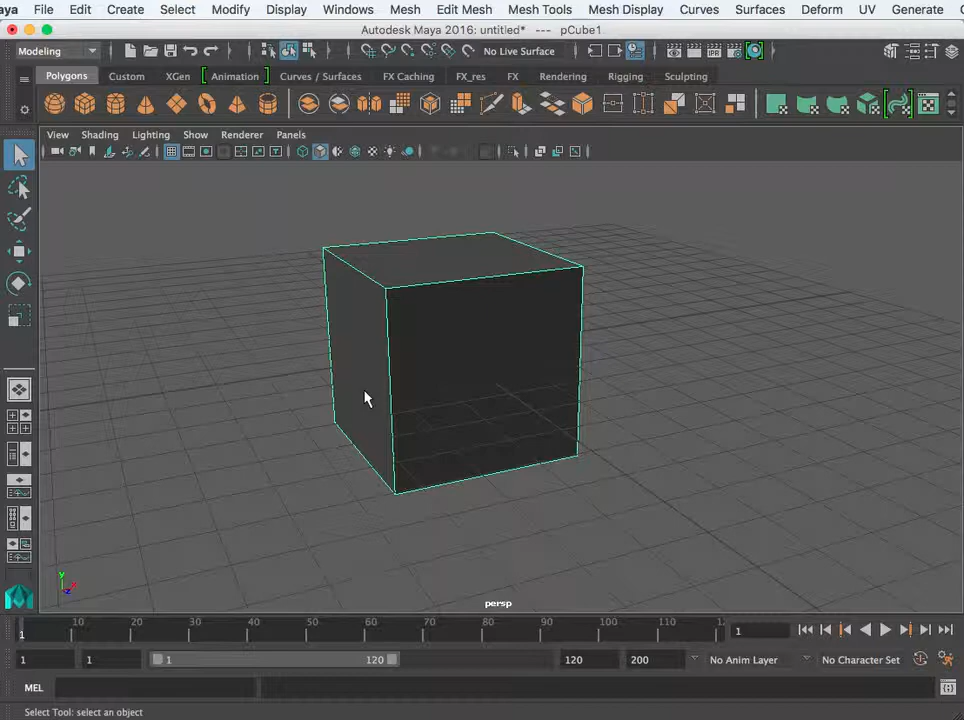 aya File Edit Create Select Modify Display Windows Mesh Edit Mesh Mesh Tools Mesh Display Curves Surfaces Deform UV Generate
Autodesk Maya 2016: untitled* --- pCube1
Modeling No Live Surface
Polygons Custom XGen Animation Curves / Surfaces FX Caching FX_res FX Rendering Rigging Sculpting
View Shading Lighting Show Renderer Panels
persp
1 10 20 30 40 50 60 70 80 90 100 110 12 1
1 1 1 120 120 200 No Anim Layer No Character Set
MEL
Select Tool: select an object